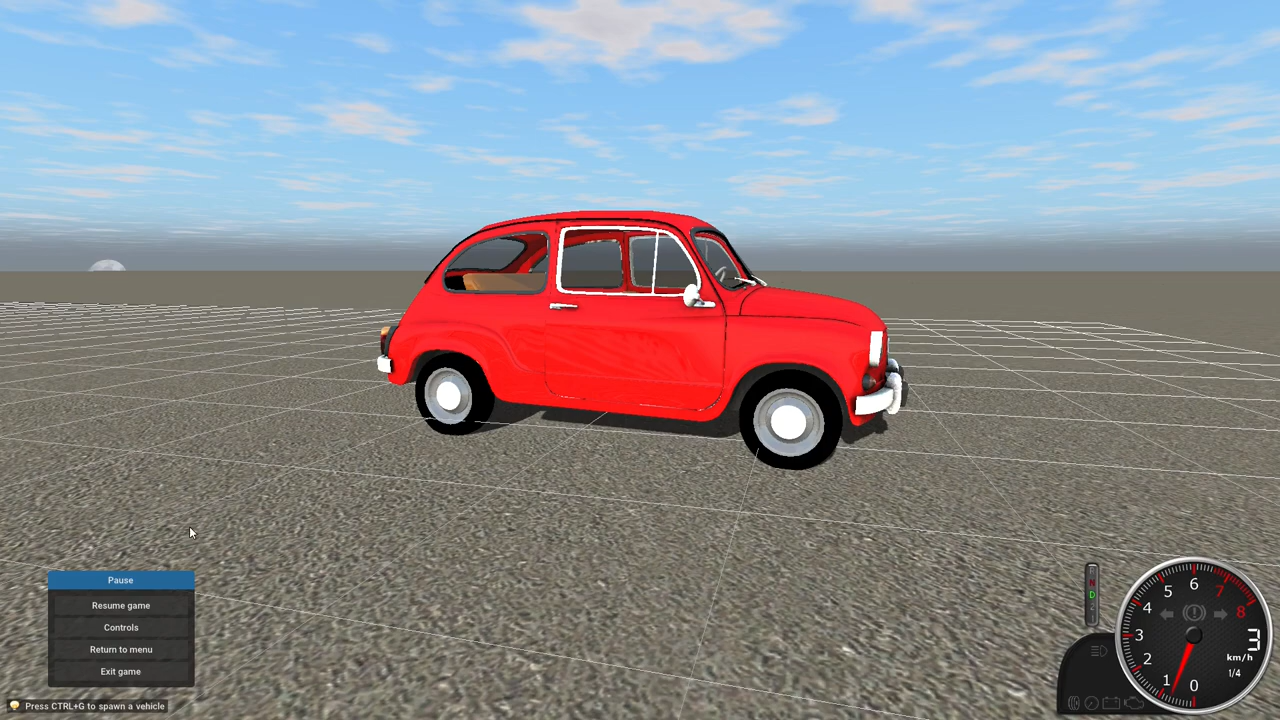 Pause
Resume game
Controls
Return to menu
Exit game
Press CTRL+G to spawn a vehicle
N
D
0
1
2
3
4
5
6
7
8
3
km/h
1/4